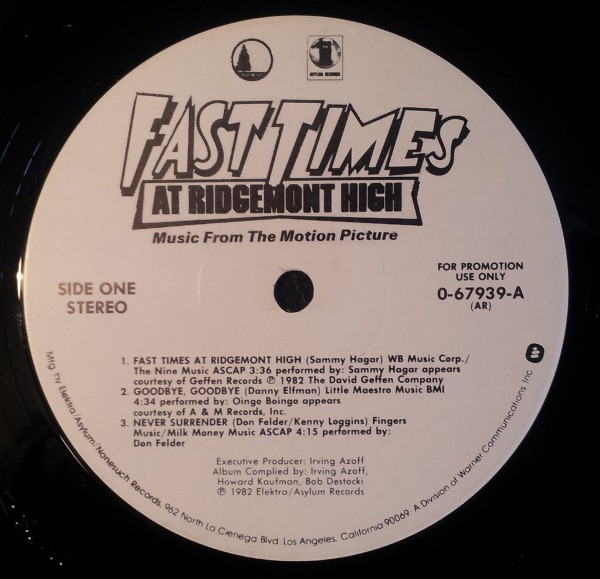 ASYLUM RECORDS
FAST TIMES
AT RIDGEMONT HIGH
Music From The Motion Picture
SIDE ONE
STEREO
FOR PROMOTION
USE ONLY
0-67939-A
(AR)
1. FAST TIMES AT RIDGEMONT HIGH (Sammy Hagar) WB Music Corp./
The Nine Music ASCAP 3:36 performed by: Sammy Hagar appears
courtesy of Geffen Records ℗ 1982 The David Geffen Company
2. GOODBYE, GOODBYE (Danny Elfman) Little Maestro Music BMI
4:34 performed by: Oingo Boingo appears
courtesy of A & M Records, Inc.
3. NEVER SURRENDER (Don Felder/Kenny Loggins) Fingers
Music/Milk Money Music ASCAP 4:15 performed by:
Don Felder
Executive Producer: Irving Azoff
Album Complied by: Irving Azoff,
Howard Kaufman, Bob Destocki
℗ 1982 Elektra/Asylum Records
Mfg by Elektra/Asylum/Nonesuch Records, 962 North La Cienega Blvd. Los Angeles, California 90069 A Division of Warner Communications Inc